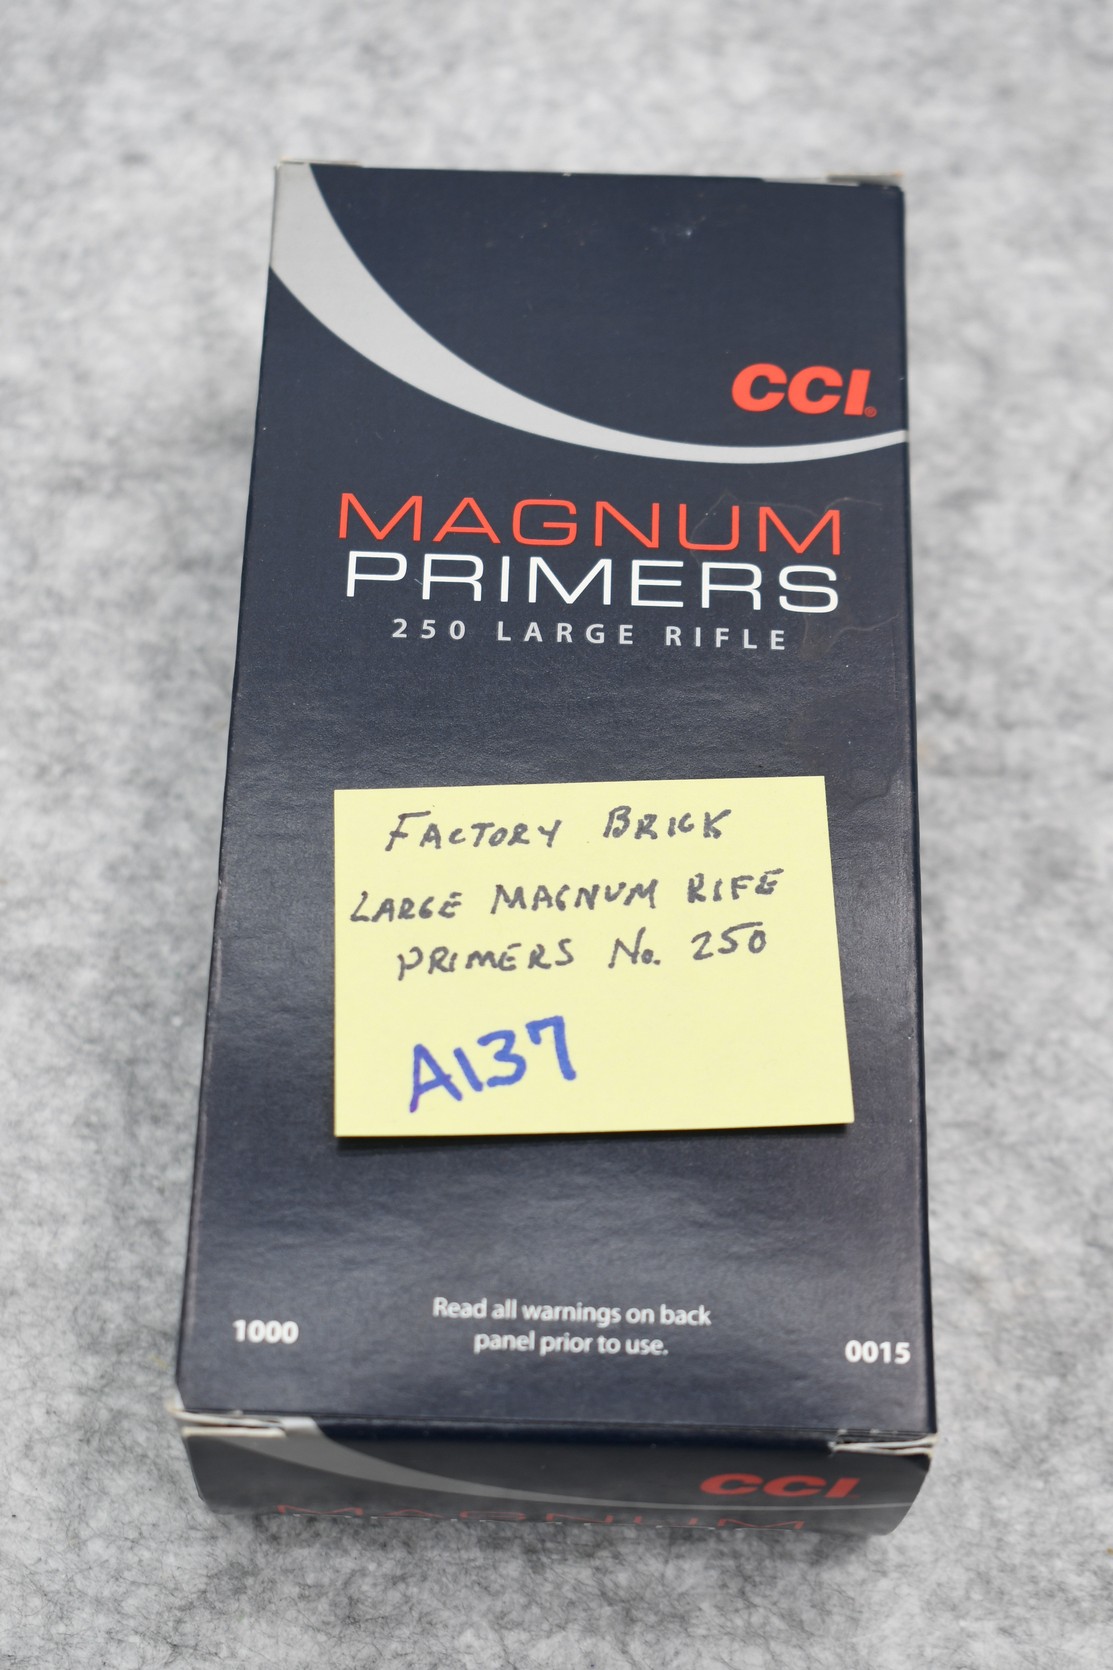 CCI®
MAGNUM
PRIMERS
250 LARGE RIFLE
FACTORY BRICK
LARGE MAGNUM RIFE
PRIMERS No. 250
A137
Read all warnings on back
panel prior to use.
1000
0015
CCI
MAGNUM